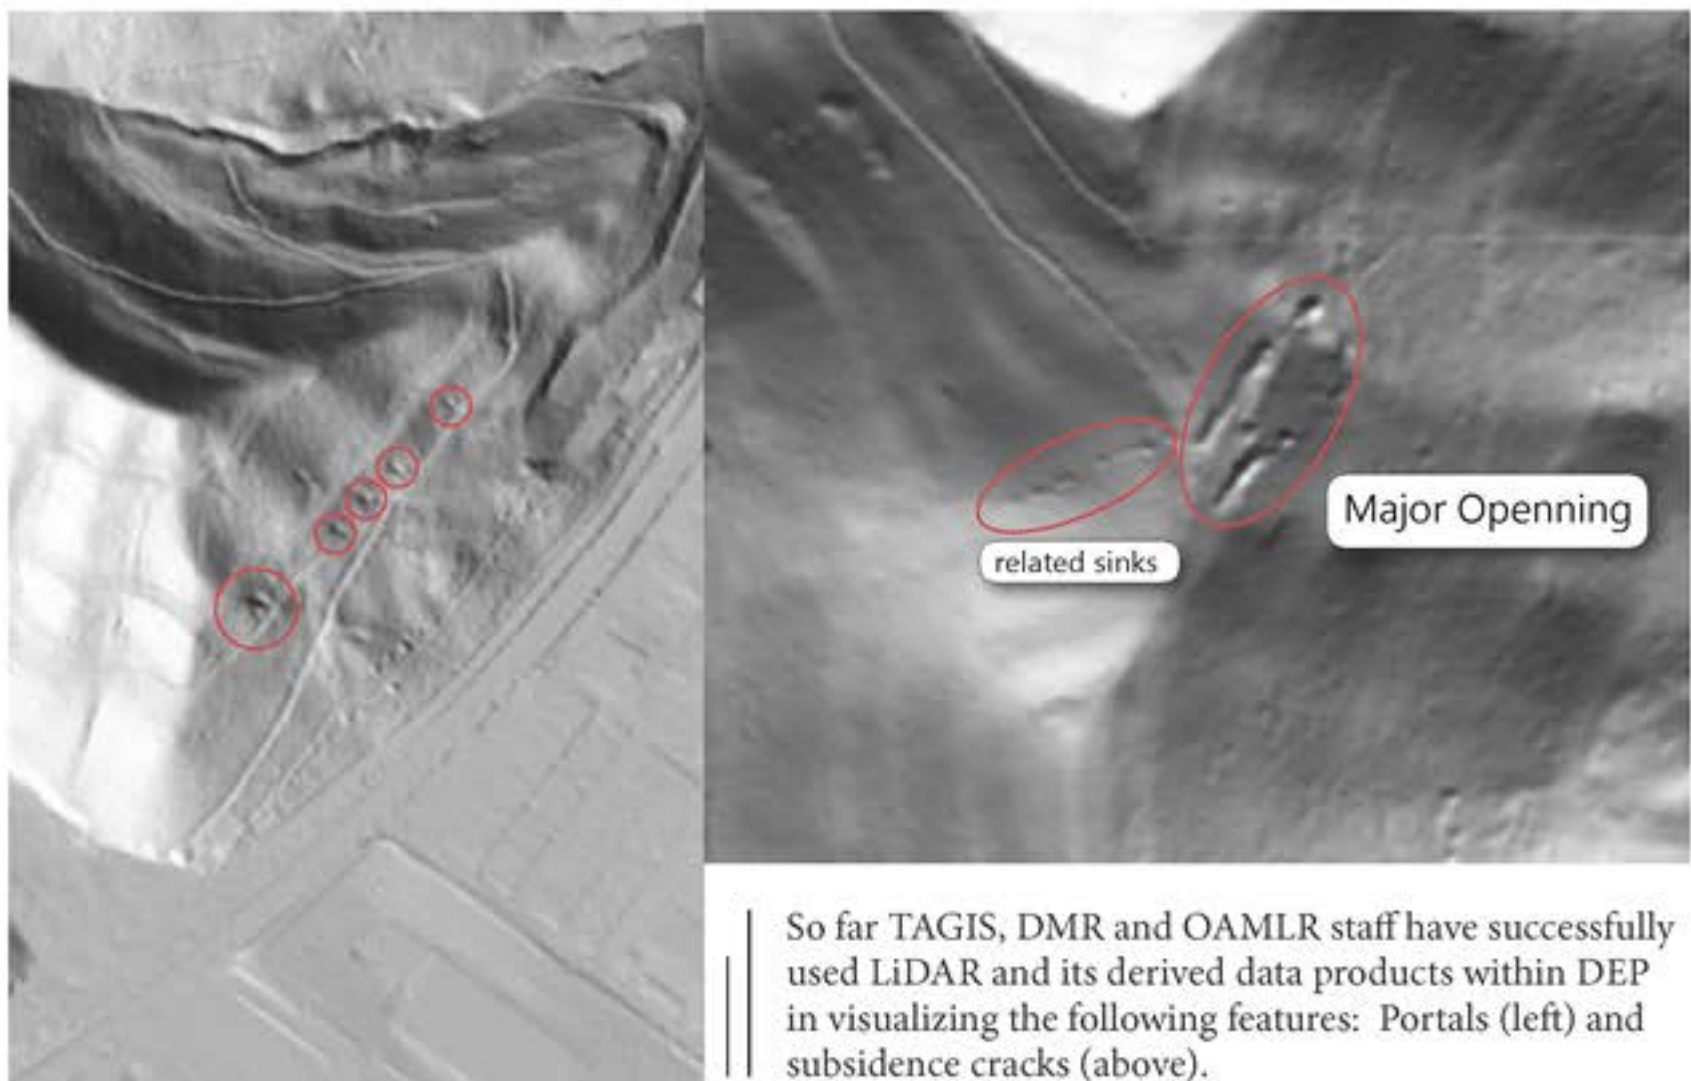 Major Openning
related sinks
So far TAGIS, DMR and OAMLR staff have successfully
used LiDAR and its derived data products within DEP
in visualizing the following features:  Portals (left) and
subsidence cracks (above).